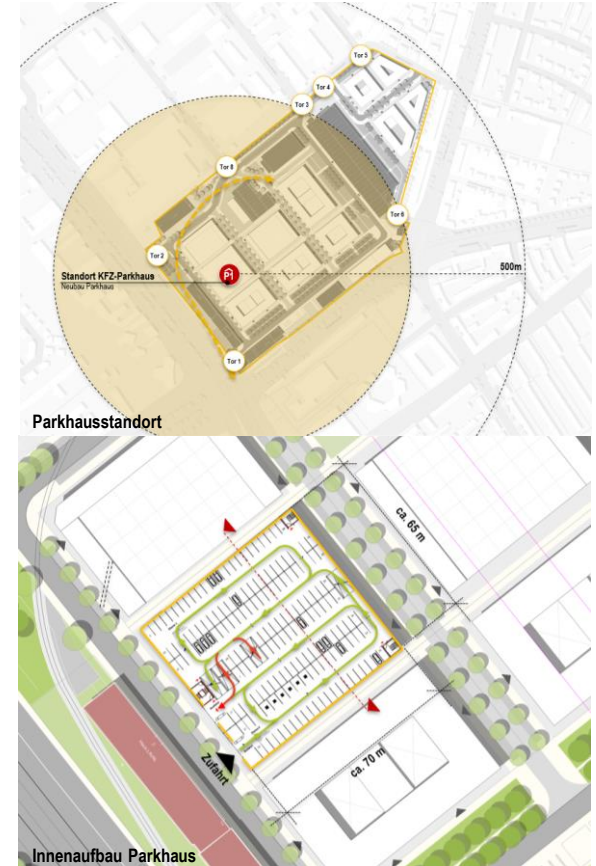 Tor 5
Tor 4
Tor 3
Tor 8
Tor 6
Tor 2
500m
Standort KFZ-Parkhaus
Neubau Parkhaus
P
Tor 1
Parkhausstandort
ca. 65 m
ca. 70 m
Zufahrt
Innenaufbau Parkhaus